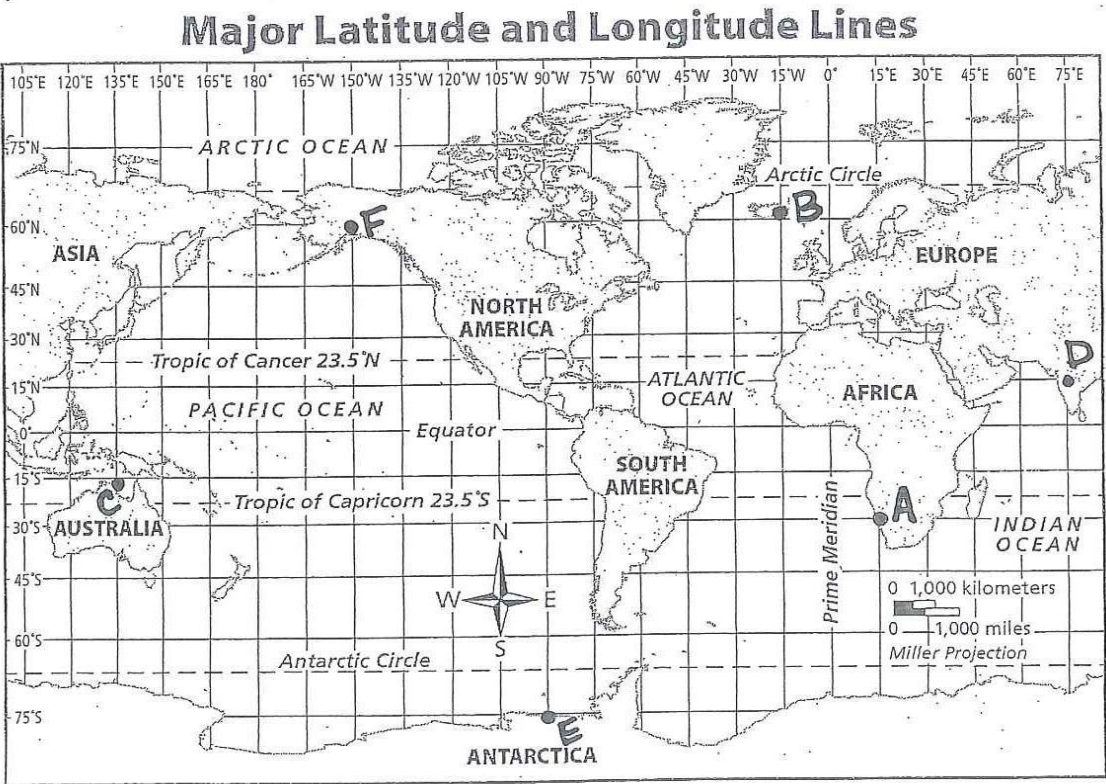 Major Latitude and Longitude Lines
105°E 120°E 135°E 165°E 180° 165°W 150°W 135°W 120°W 105°W 90°W 75°W 60°W 45°W 30°W 15°W 0° 15°E 30°E 45°E 60°E 75°E
75°N
ARCTIC OCEAN
Arctic Circle
B
F
60°N
ASIA
EUROPE
45°N
NORTH
AMERICA
30°N
D
Tropic of Cancer 23.5°N
15°N
ATLANTIC
OCEAN
AFRICA
PACIFIC OCEAN
0°
Equator
SOUTH
AMERICA
15°S
C
Tropic of Capricorn 23.5°S
A
30°S
AUSTRALIA
Prime Meridian
INDIAN
OCEAN
N
45°S
W E
S
0 1,000 kilometers
0 1,000 miles
Miller Projection
60°S
Antarctic Circle
75°S
E
ANTARCTICA